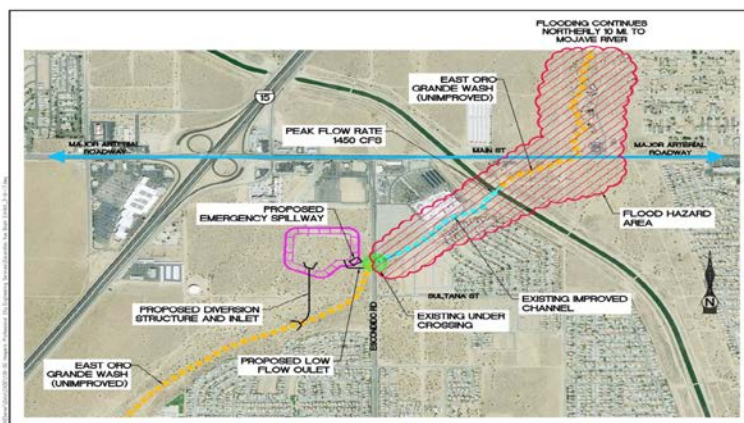 FLOODING CONTINUES
NORTHERLY 10 MI. TO
MOJAVE RIVER
EAST ORO
GRANDE WASH
(UNIMPROVED)
15
PEAK FLOW RATE
1450 CFS
MAJOR ARTERIAL
ROADWAY
MAIN ST
MAJOR ARTERIAL
ROADWAY
PROPOSED
EMERGENCY SPILLWAY
FLOOD HAZARD
AREA
PROPOSED DIVERSION
STRUCTURE AND INLET
ESCONDIDO RD
SULTANA ST
EXISTING IMPROVED
CHANNEL
EXISTING UNDER
CROSSING
PROPOSED LOW
FLOW OULET
EAST ORO
GRANDE WASH
(UNIMPROVED)
N